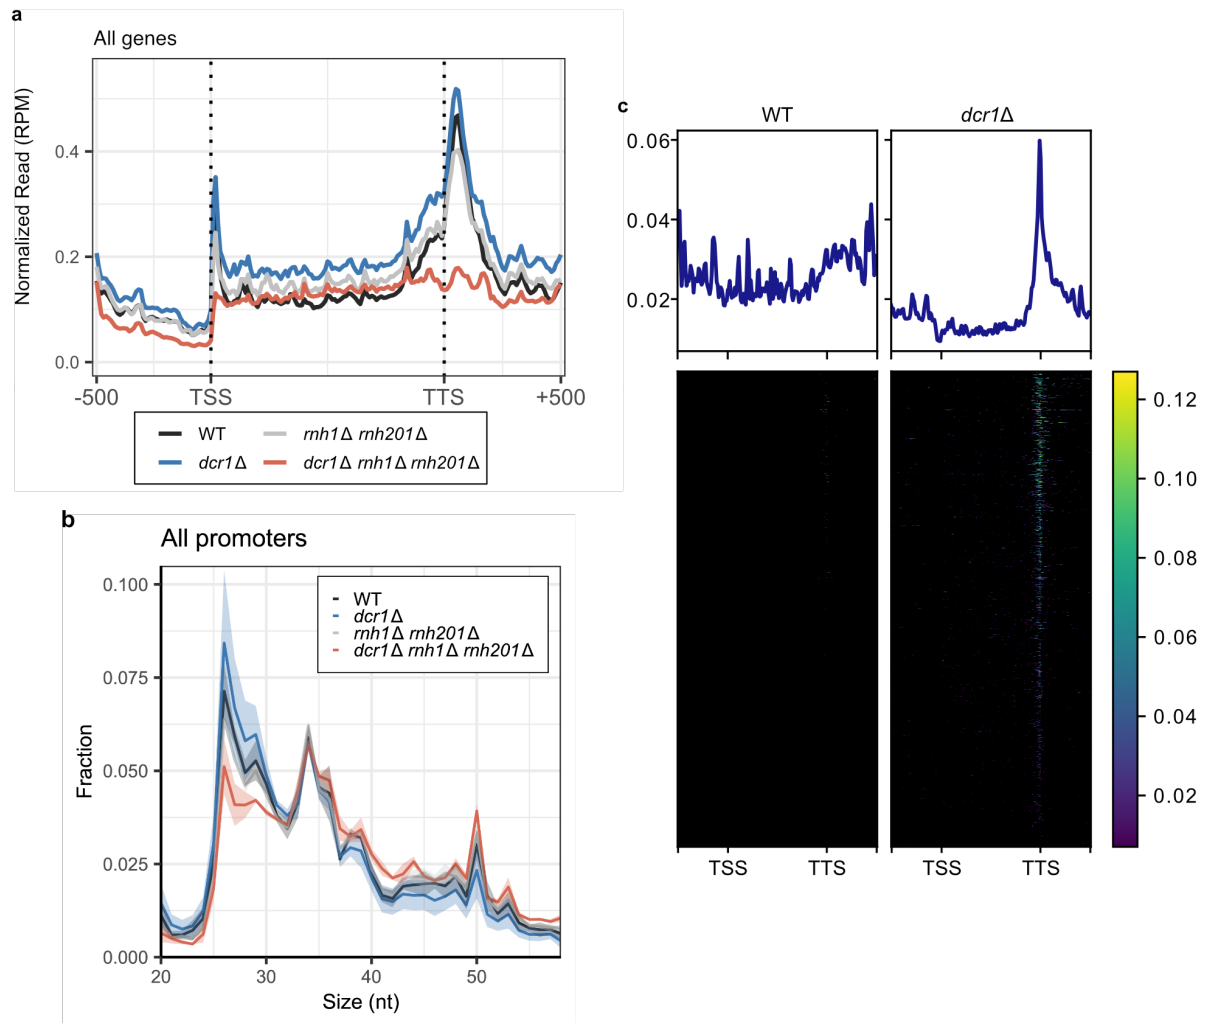 a
All genes
Normalized Read (RPM)
0.4
0.2
0.0
-500 TSS TTS +500
WT rnh1Δ rnh201Δ
dcr1Δ dcr1Δ rnh1Δ rnh201Δ
b
All promoters
Fraction
0.100
0.075
0.050
0.025
0.000
20 30 40 50
Size (nt)
WT
dcr1Δ
rnh1Δ rnh201Δ
dcr1Δ rnh1Δ rnh201Δ
c
WT dcr1Δ
0.06
0.04
0.02
0.12
0.10
0.08
0.06
0.04
0.02
TSS TTS TSS TTS